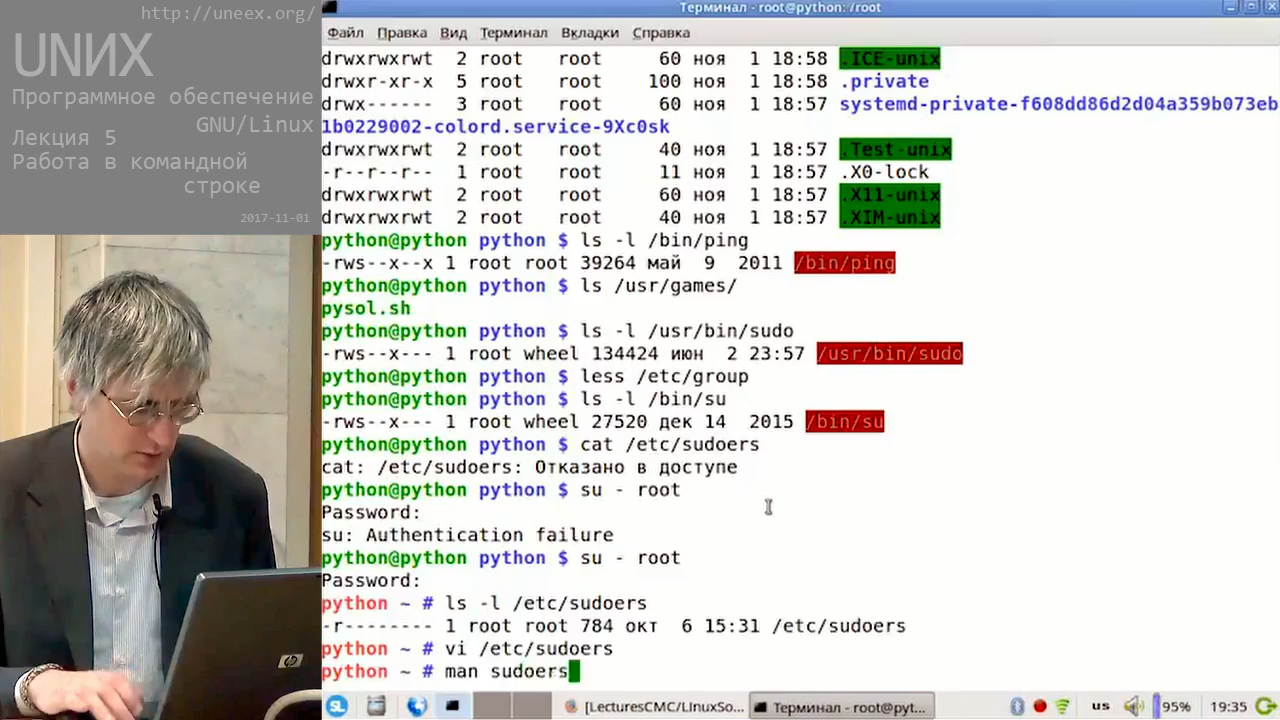 http://uneex.org/
UNИX
Программное обеспечение
GNU/Linux
Лекция 5
Работа в командной
строке
2017-11-01
Терминал - root@python: /root
Файл Правка Вид Терминал Вкладки Справка
drwxrwxrwt 2 root root 60 ноя 1 18:58 .ICE-unix
drwxr-xr-x 5 root root 100 ноя 1 18:58 .private
drwx------ 3 root root 60 ноя 1 18:57 systemd-private-f608dd86d2d04a359b073eb
1b0229002-colord.service-9Xc0sk
drwxrwxrwt 2 root root 40 ноя 1 18:57 .Test-unix
-r--r--r-- 1 root root 11 ноя 1 18:57 .X0-lock
drwxrwxrwt 2 root root 60 ноя 1 18:57 .X11-unix
drwxrwxrwt 2 root root 40 ноя 1 18:57 .XIM-unix
python@python python $ ls -l /bin/ping
-rws--x--x 1 root root 39264 май 9 2011 /bin/ping
python@python python $ ls /usr/games/
pysol.sh
python@python python $ ls -l /usr/bin/sudo
-rws--x--- 1 root wheel 134424 июн 2 23:57 /usr/bin/sudo
python@python python $ less /etc/group
python@python python $ ls -l /bin/su
-rws--x--- 1 root wheel 27520 дек 14 2015 /bin/su
python@python python $ cat /etc/sudoers
cat: /etc/sudoers: Отказано в доступе
python@python python $ su - root
Password:
su: Authentication failure
python@python python $ su - root
Password:
python ~ # ls -l /etc/sudoers
-r-------- 1 root root 784 окт 6 15:31 /etc/sudoers
python ~ # vi /etc/sudoers
python ~ # man sudoers
hp
SL [LecturesCMC/LInuxSo... Терминал - root@pyt... us 95% 19:35